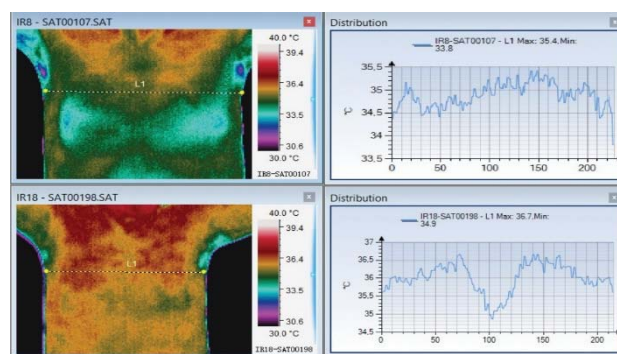 IR8 - SAT00107.SAT
40.0 °C
39.4
36.4
33.5
30.6
30.0 °C
L1
IR8-SAT00107
Distribution
IR8-SAT00107 - L1 Max: 35.4.Min:
33.8
°C
35.5
35
34.5
34
33.5
0 50 100 150 200
IR18 - SAT00198.SAT
40.0 °C
39.4
36.4
33.5
30.6
30.0 °C
L1
IR18-SAT00198
Distribution
IR18-SAT00198 - L1 Max: 36.7.Min:
34.9
°C
37
36.5
36
35.5
35
34.5
0 50 100 150 200